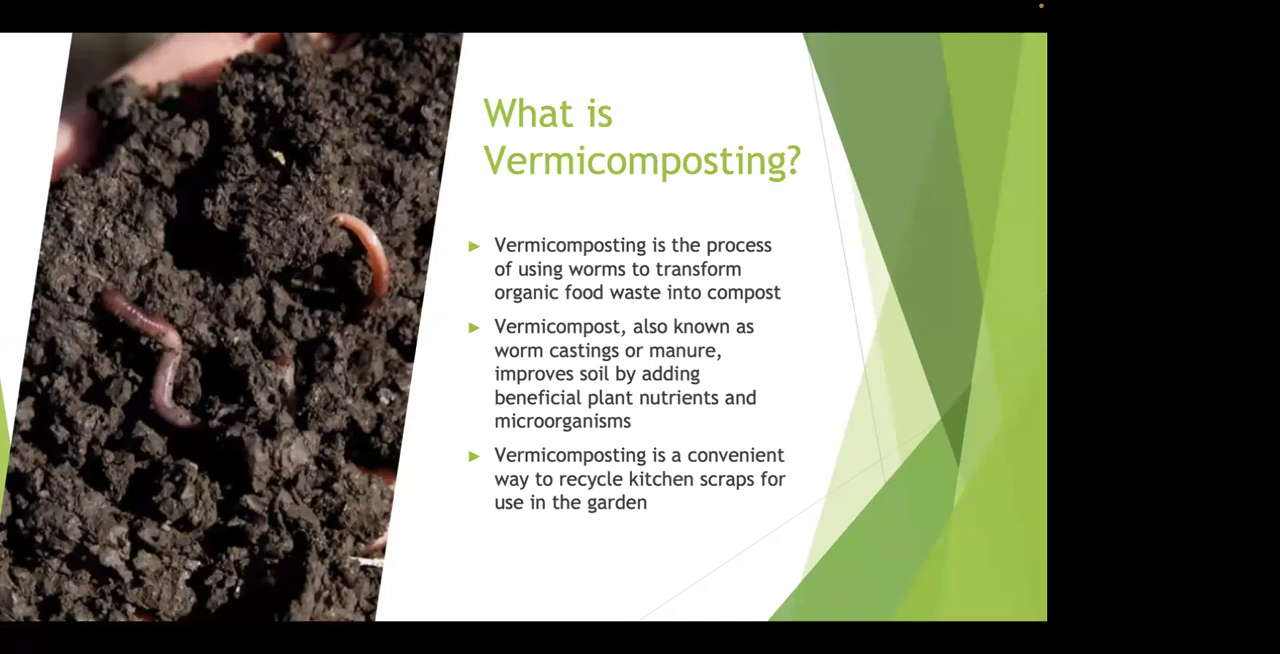 What is
Vermicomposting?
Vermicomposting is the process
of using worms to transform
organic food waste into compost
Vermicompost, also known as
worm castings or manure,
improves soil by adding
beneficial plant nutrients and
microorganisms
Vermicomposting is a convenient
way to recycle kitchen scraps for
use in the garden